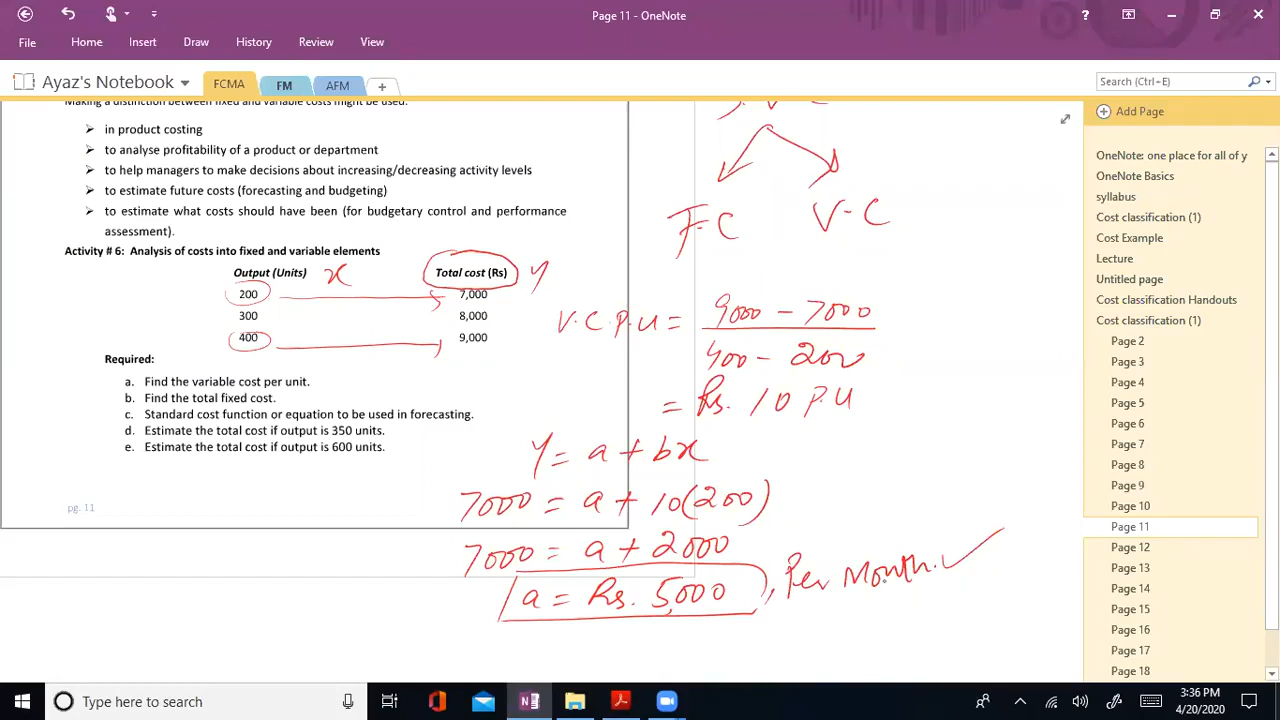 Page 11 - OneNote
?
File Home Insert Draw History Review View
Ayaz's Notebook FCMA FM AFM +
Search (Ctrl+E)
Add Page
Making a distinction between fixed and variable costs might be used:
in product costing
to analyse profitability of a product or department
to help managers to make decisions about increasing/decreasing activity levels
to estimate future costs (forecasting and budgeting)
to estimate what costs should have been (for budgetary control and performance
assessment).
Activity # 6: Analysis of costs into fixed and variable elements
Output (Units) x Total cost (Rs) y
200 7,000
300 8,000
400 9,000
Required:
a. Find the variable cost per unit.
b. Find the total fixed cost.
c. Standard cost function or equation to be used in forecasting.
d. Estimate the total cost if output is 350 units.
e. Estimate the total cost if output is 600 units.
pg. 11
F.C V.C
V.C.P.U = 9000 - 7000
400 - 200
= Rs. 10 P.U
y = a + bx
7000 = a + 10(200)
7000 = a + 2000
a = Rs. 5,000, Per Month.
OneNote: one place for all of y
OneNote Basics
syllabus
Cost classification (1)
Cost Example
Lecture
Untitled page
Cost classification Handouts
Cost classification (1)
Page 2
Page 3
Page 4
Page 5
Page 6
Page 7
Page 8
Page 9
Page 10
Page 11
Page 12
Page 13
Page 14
Page 15
Page 16
Page 17
Page 18
Type here to search
3:36 PM
4/20/2020